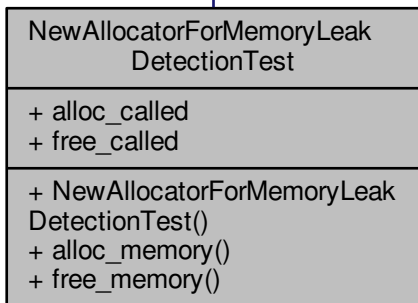 NewAllocatorForMemoryLeak
DetectionTest
+ alloc_called
+ free_called
+ NewAllocatorForMemoryLeak
DetectionTest()
+ alloc_memory()
+ free_memory()